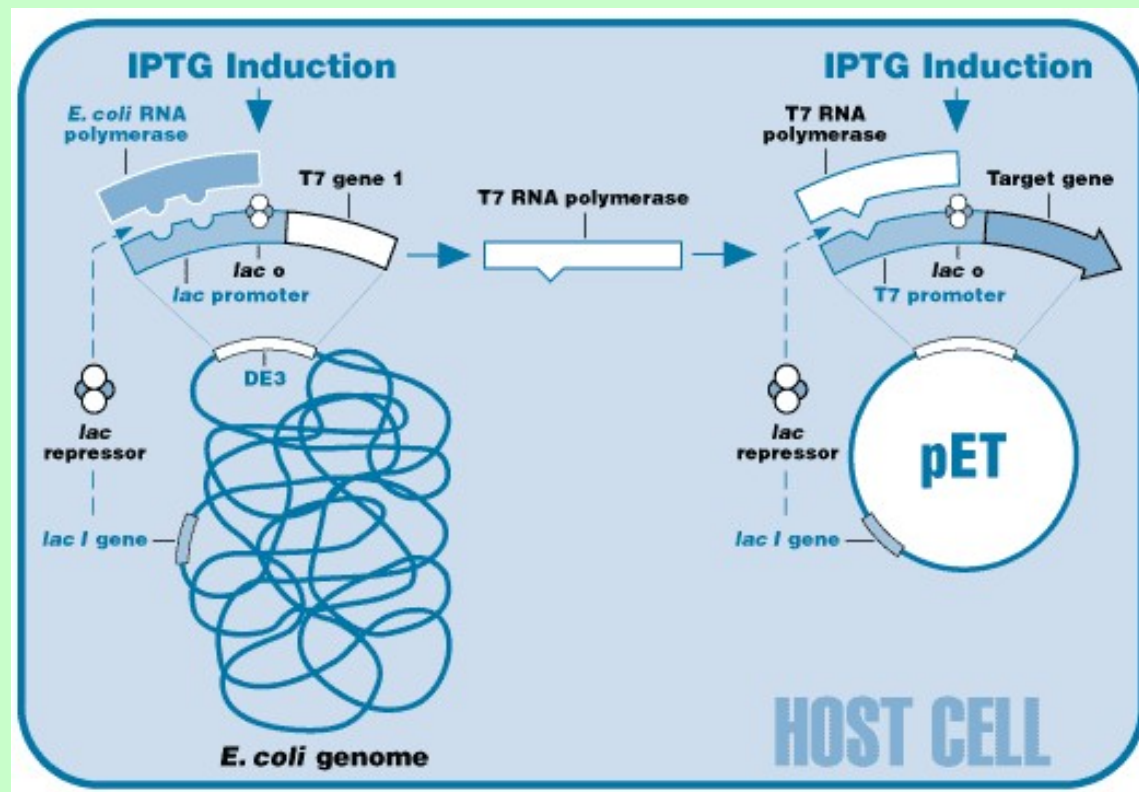 IPTG Induction
E. coli RNA
polymerase
T7 gene 1
lac o
lac promoter
DE3
lac
repressor
lac I gene
E. coli genome
T7 RNA polymerase
IPTG Induction
T7 RNA
polymerase
Target gene
lac o
T7 promoter
lac
repressor
pET
lac I gene
HOST CELL